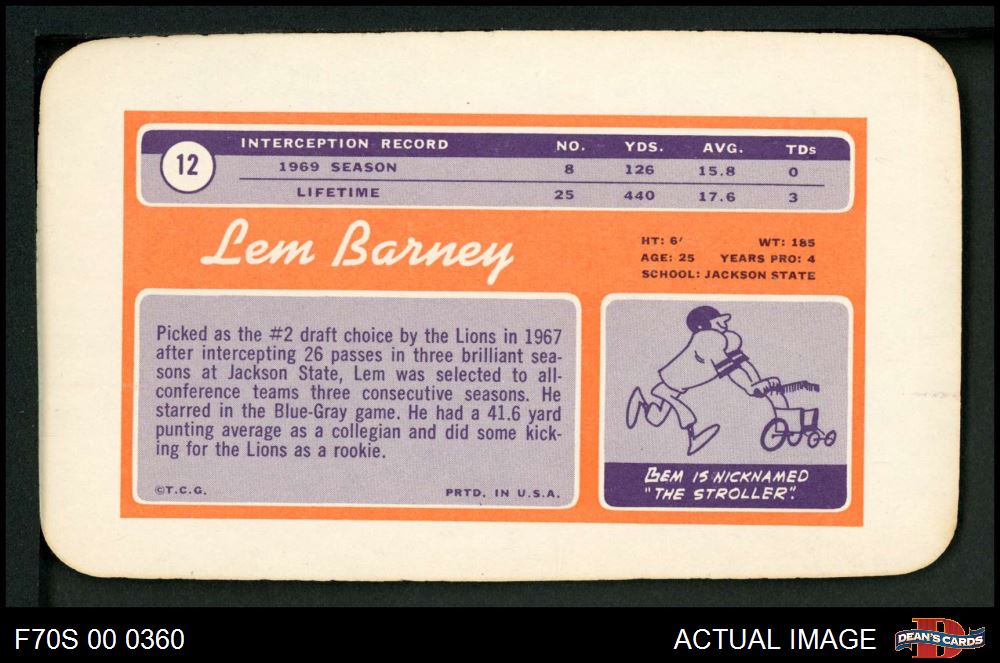 12
INTERCEPTION RECORD NO. YDS. AVG. TDs
1969 SEASON 8 126 15.8 0
LIFETIME 25 440 17.6 3
Lem Barney
HT: 6' WT: 185
AGE: 25 YEARS PRO: 4
SCHOOL: JACKSON STATE
Picked as the #2 draft choice by the Lions in 1967
after intercepting 26 passes in three brilliant sea-
sons at Jackson State, Lem was selected to all-
conference teams three consecutive seasons. He
starred in the Blue-Gray game. He had a 41.6 yard
punting average as a collegian and did some kick-
ing for the Lions as a rookie.
©T.C.G. PRTD. IN U.S.A.
LEM IS NICKNAMED
"THE STROLLER".
F70S 00 0360
ACTUAL IMAGE
D
DEAN'S CARDS